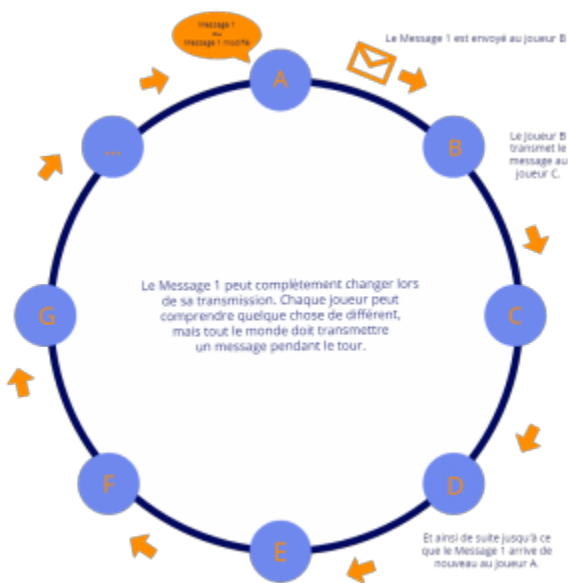 Message 1
ou
Message 1 modifié
Le Message 1 est envoyé au joueur B
A
B
...
Le Joueur B
transmet le
message au
joueur C.
Le Message 1 peut complètement changer lors
de sa transmission. Chaque joueur peut
comprendre quelque chose de différent,
mais tout le monde doit transmettre
un message pendant le tour.
G
C
F
D
E
Et ainsi de suite jusqu'à ce
que le Message 1 arrive de
nouveau au Joueur A.